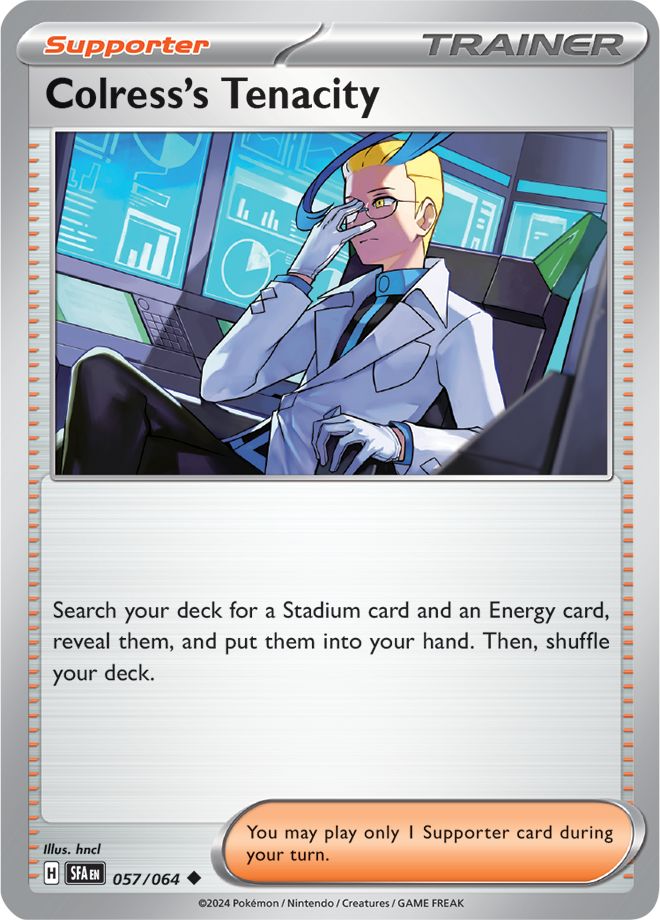 Supporter
TRAINER
Colress's Tenacity
Search your deck for a Stadium card and an Energy card,
reveal them, and put them into your hand. Then, shuffle
your deck.
You may play only 1 Supporter card during
your turn.
Illus. hncl
H SFA EN 057/064 ◆
©2024 Pokémon / Nintendo / Creatures / GAME FREAK